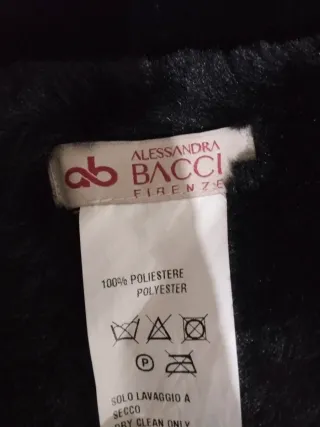 ab
ALESSANDRA
BACCI
FIRENZE
100% POLIESTERE
POLYESTER
P
SOLO LAVAGGIO A
SECCO
DRY CLEAN ONLY